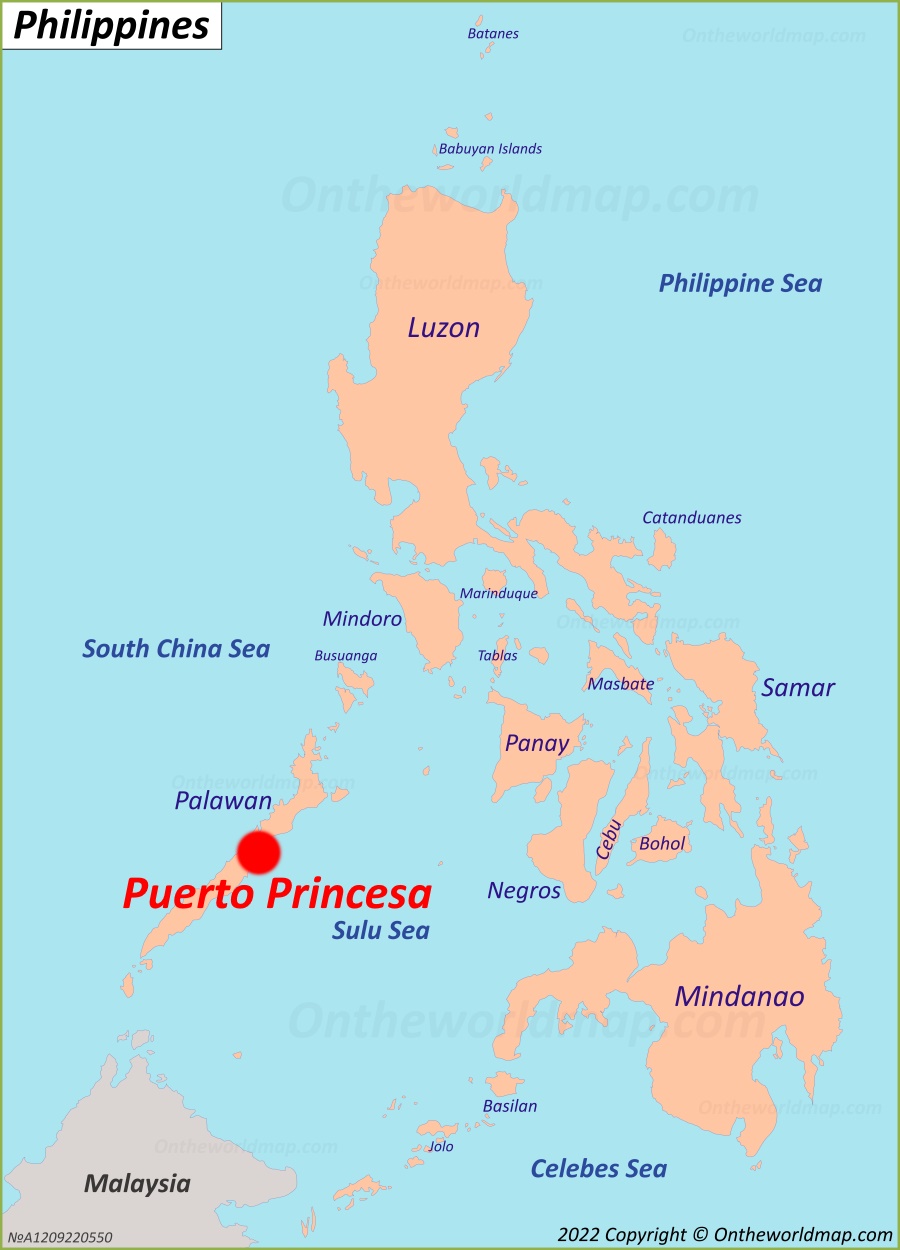 Philippines
Batanes
Ontheworldmap.com
Babuyan Islands
Ontheworldmap.com
Ontheworldmap.com
Philippine Sea
Luzon
Catanduanes
Marinduque
Mindoro
Ontheworldmap.com
South China Sea
Busuanga
Tablas
Masbate
Samar
Panay
Ontheworldmap.com
Ontheworldmap.com
Palawan
Cebu
Bohol
Puerto Princesa
Negros
Sulu Sea
Mindanao
Ontheworldmap.com
Basilan
Ontheworldmap.com
Ontheworldmap.com
Jolo
Celebes Sea
Malaysia
№A1209220550
2022 Copyright © Ontheworldmap.com